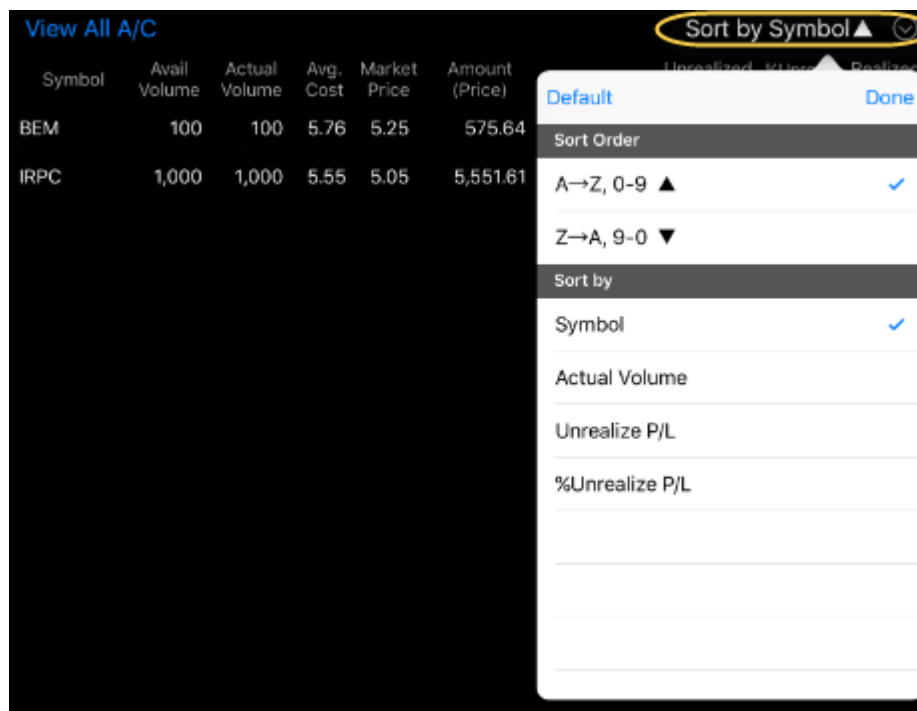 View All A/C Sort by Symbol▲
Symbol Avail Volume Actual Volume Avg. Cost Market Price Amount (Price) Unrealized Realized
BEM 100 100 5.76 5.25 575.64
IRPC 1,000 1,000 5.55 5.05 5,551.61
Default Done
Sort Order
A→Z, 0-9 ▲
Z→A, 9-0 ▼
Sort by
Symbol
Actual Volume
Unrealize P/L
%Unrealize P/L